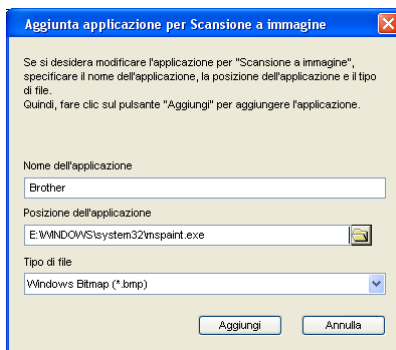 Aggiunta applicazione per Scansione a immagine
Se si desidera modificare l'applicazione per "Scansione a immagine",
specificare il nome dell'applicazione, la posizione dell'applicazione e il tipo
di file.
Quindi, fare clic sul pulsante "Aggiungi" per aggiungere l'applicazione.
Nome dell'applicazione
Brother
Posizione dell'applicazione
E:\WINDOWS\system32\mspaint.exe
Tipo di file
Windows Bitmap (*.bmp)
Aggiungi Annulla